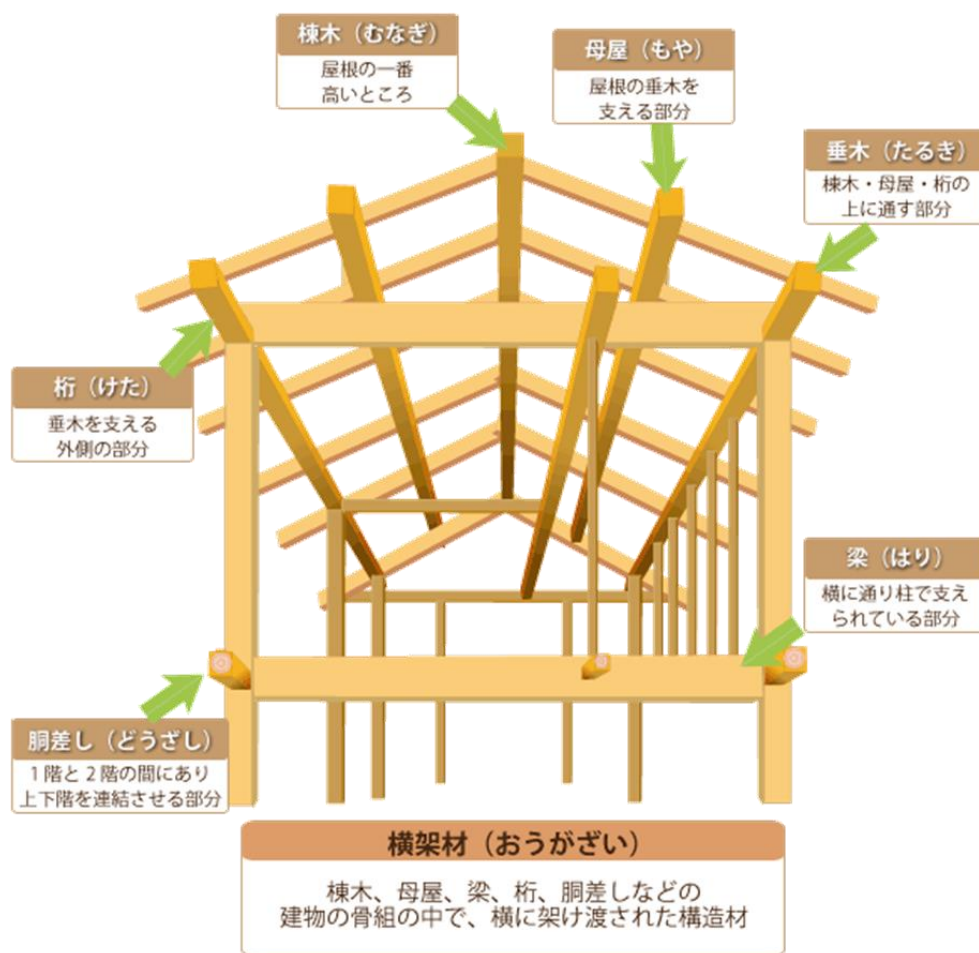 棟木（むなぎ）
屋根の一番
高いところ
母屋（もや）
屋根の垂木を
支える部分
垂木（たるき）
棟木・母屋・桁の
上に通す部分
桁（けた）
垂木を支える
外側の部分
梁（はり）
横に通り柱で支え
られている部分
胴差し（どうざし）
1階と2階の間にあり
上下階を連結させる部分
横架材（おうがざい）
棟木、母屋、梁、桁、胴差しなどの
建物の骨組の中で、横に架け渡された構造材